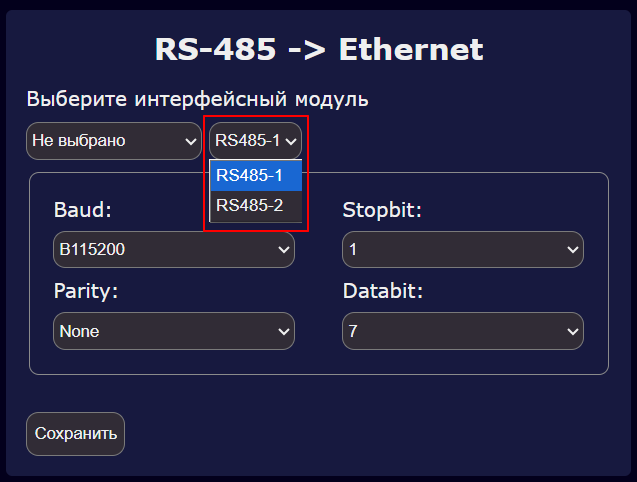 RS-485 -> Ethernet
Выберите интерфейсный модуль
Не выбрано RS485-1
RS485-1
RS485-2
Baud: Stopbit:
B115200 1
Parity: Databit:
None 7
Сохранить